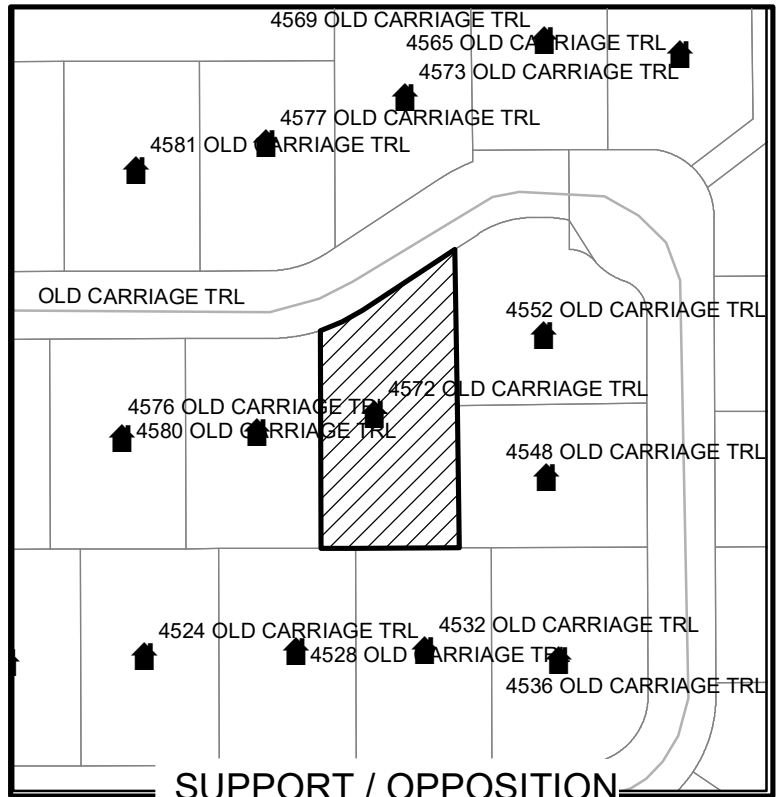 4569 OLD CARRIAGE TRL
4565 OLD CARRIAGE TRL
4573 OLD CARRIAGE TRL
4577 OLD CARRIAGE TRL
4581 OLD CARRIAGE TRL
OLD CARRIAGE TRL
4552 OLD CARRIAGE TRL
4572 OLD CARRIAGE TRL
4576 OLD CARRIAGE TRL
4580 OLD CARRIAGE TRL
4548 OLD CARRIAGE TRL
4524 OLD CARRIAGE TRL
4532 OLD CARRIAGE TRL
4528 OLD CARRIAGE TRL
4536 OLD CARRIAGE TRL
SUPPORT / OPPOSITION